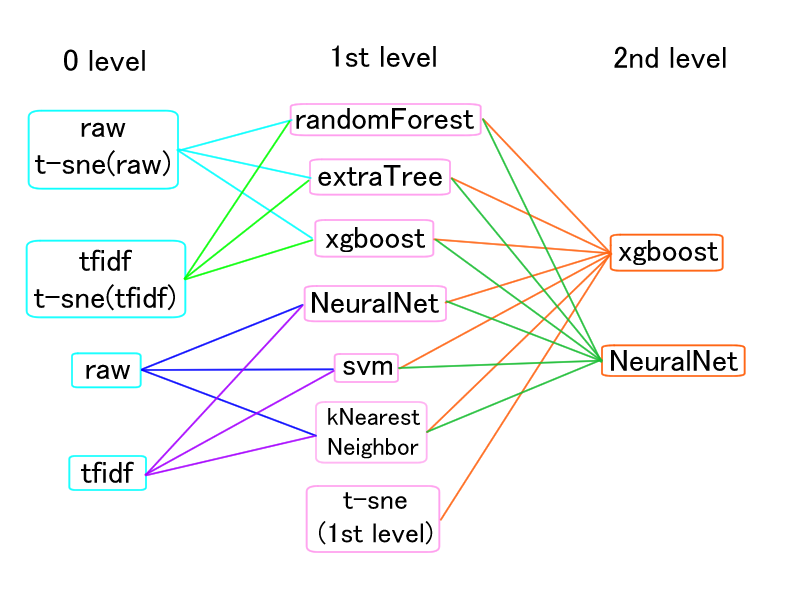 0 level
raw
t-sne(raw)
tfidf
t-sne(tfidf)
raw
tfidf
1st level
randomForest
extraTree
xgboost
NeuralNet
svm
kNearest
Neighbor
t-sne
(1st level)
2nd level
xgboost
NeuralNet